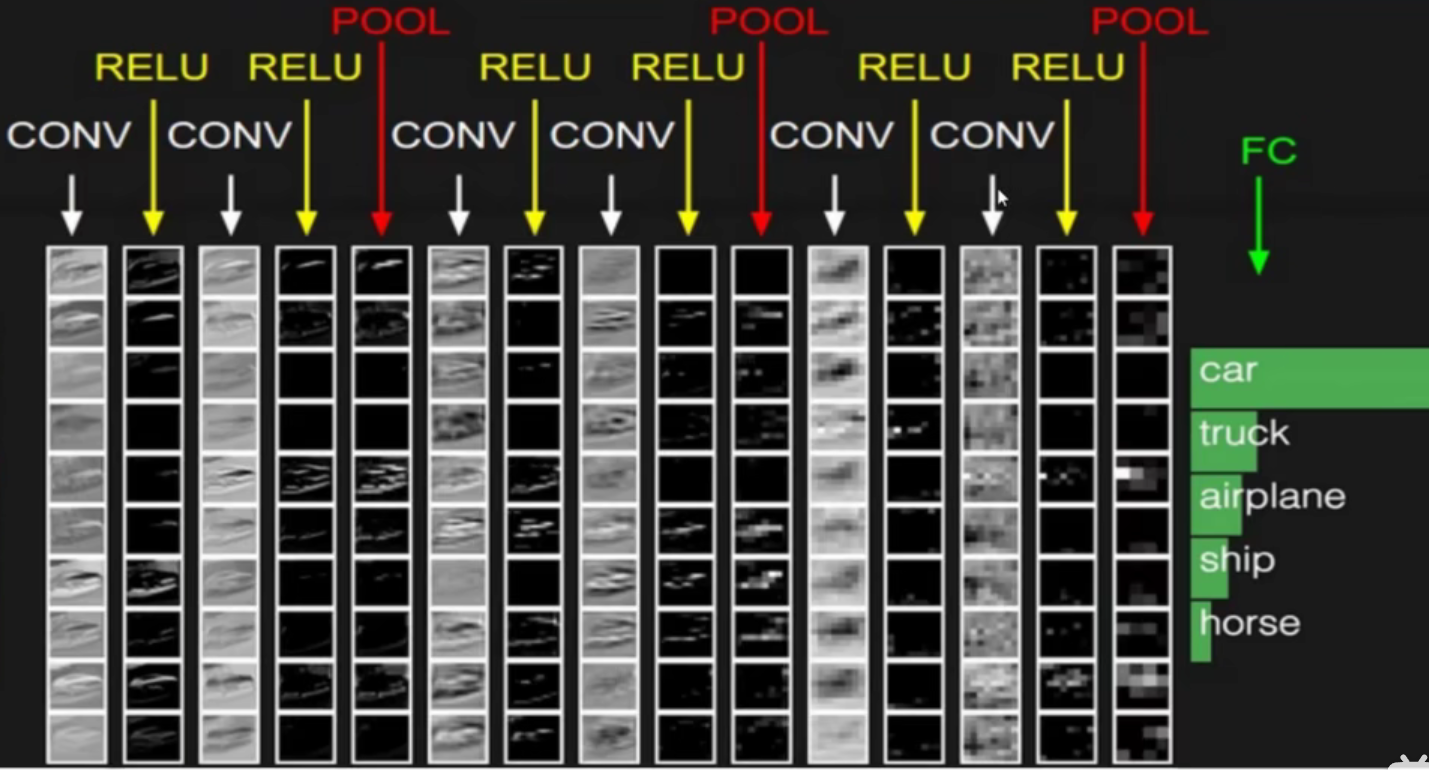 POOL POOL POOL
RELU RELU RELU RELU RELU RELU
CONV CONV CONV CONV CONV CONV
FC
car
truck
airplane
ship
horse